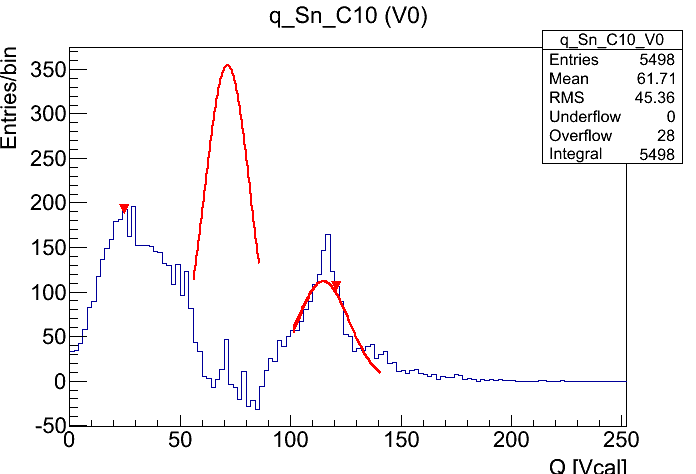 q_Sn_C10 (V0)
q_Sn_C10_V0
Entries 5498
Mean 61.71
RMS 45.36
Underflow 0
Overflow 28
Integral 5498
Entries/bin
350
300
250
200
150
100
50
0
-50
0 50 100 150 200 250
Q [Vcal]